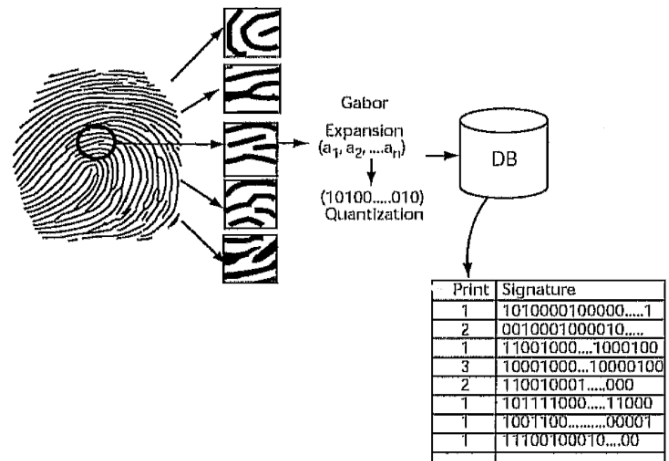 Gabor
Expansion
(a1, a2, ....an)
(10100.....010)
Quantization
DB
Print Signature
1 1010000100000.....1
2 0010001000010.....
1 11001000....1000100
3 10001000...10000100
2 110010001.....000
1 101111000.....11000
1 1001100.........00001
1 11100100010....00